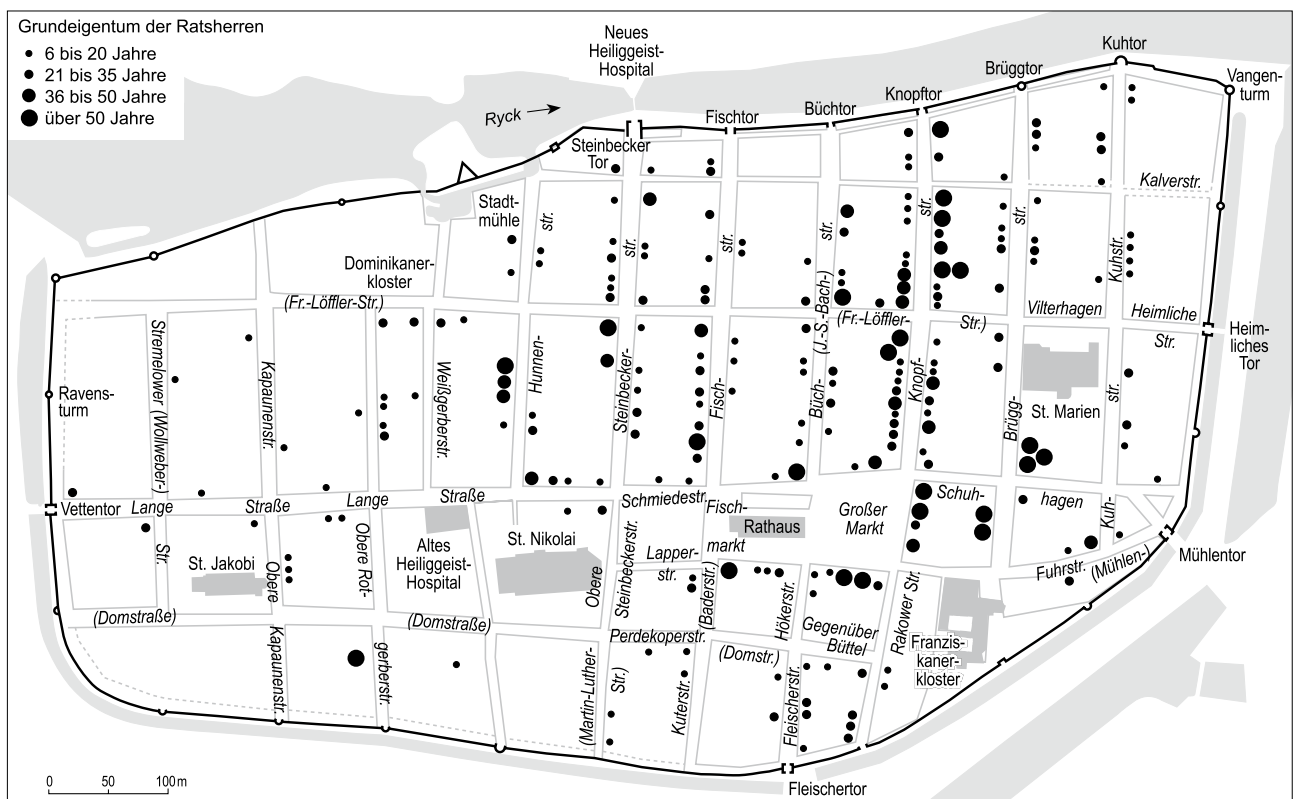 Grundeigentum der Ratsherren
6 bis 20 Jahre
21 bis 35 Jahre
36 bis 50 Jahre
über 50 Jahre
Neues
Heiliggeist-
Hospital
Ryck
Steinbecker
Tor
Fischtor
Büchtor
Knopftor
Brüggtor
Kuhtor
Vangen-
turm
Kalverstr.
Stadt-
mühle
str.
str.
str.
str.
str.
str.
Kuhstr.
Dominikaner-
kloster
(Fr.-Löffler-Str.)
(J.-S.-Bach-)
(Fr.-Löffler-
Str.)
Vilterhagen
Heimliche
Str.
Heim-
liches
Tor
Ravens-
turm
Stremelower (Wollweber-)
Str.
Kapaunenstr.
Weißgerberstr.
Hunnen-
Steinbecker-
Fisch-
Büch-
Knopf-
Brügg-
St. Marien
str.
Vettentor
Lange
Straße
Lange
Straße
Schmiedestr.
Fisch-
markt
Rathaus
Großer
Markt
Schuh-
hagen
Kuh-
Mühlentor
St. Jakobi
Obere
Kapaunenstr.
Obere Rot-
gerberstr.
Altes
Heiliggeist-
Hospital
St. Nikolai
Obere
Steinbeckerstr.
(Martin-Luther-
Str.)
Lapper-
str.
(Baderstr.)
Hökerstr.
Gegenüber
Büttel
Rakower Str.
Fuhrstr.
(Mühlen-)
Franzis-
kaner-
kloster
(Domstraße)
(Domstraße)
Perdekoperstr.
(Domstr.)
Kuterstr.
Fleischerstr.
Fleischertor
0 50 100 m